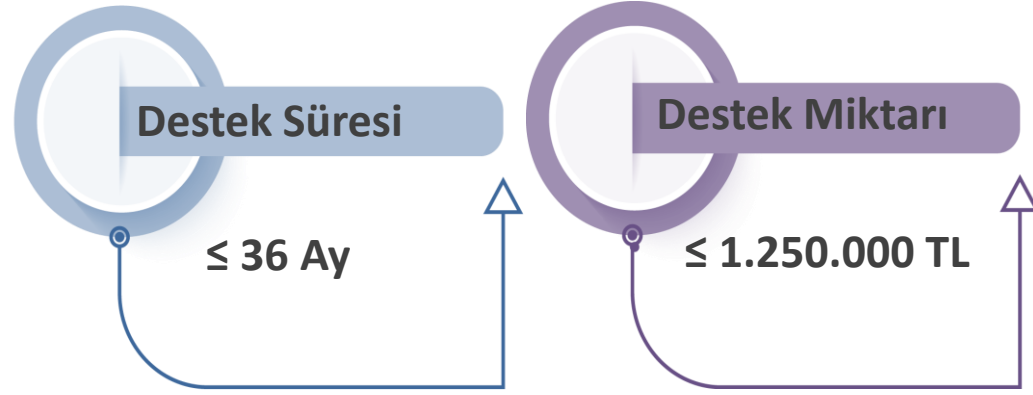 Destek Süresi
≤ 36 Ay
Destek Miktarı
≤ 1.250.000 TL